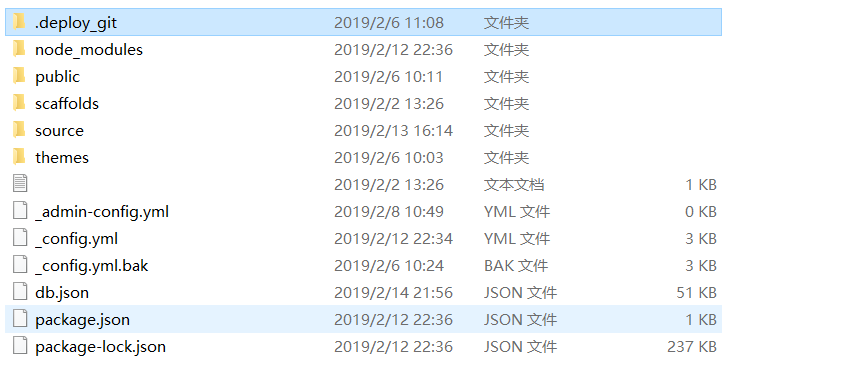 .deploy_git 2019/2/6 11:08 文件夹
node_modules 2019/2/12 22:36 文件夹
public 2019/2/6 10:11 文件夹
scaffolds 2019/2/2 13:26 文件夹
source 2019/2/13 16:14 文件夹
themes 2019/2/6 10:03 文件夹
2019/2/2 13:26 文本文档 1 KB
_admin-config.yml 2019/2/8 10:49 YML 文件 0 KB
_config.yml 2019/2/12 22:34 YML 文件 3 KB
_config.yml.bak 2019/2/6 10:24 BAK 文件 3 KB
db.json 2019/2/14 21:56 JSON 文件 51 KB
package.json 2019/2/12 22:36 JSON 文件 1 KB
package-lock.json 2019/2/12 22:36 JSON 文件 237 KB